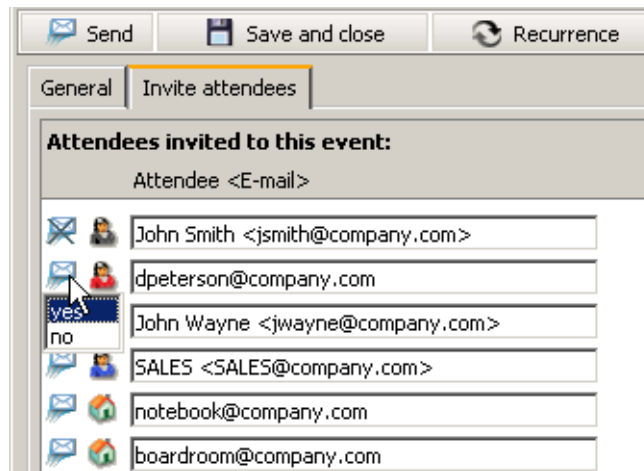 Send Save and close Recurrence
General Invite attendees
Attendees invited to this event:
Attendee <E-mail>
John Smith <jsmith@company.com>
dpeterson@company.com
yes
John Wayne <jwayne@company.com>
no
SALES <SALES@company.com>
notebook@company.com
boardroom@company.com